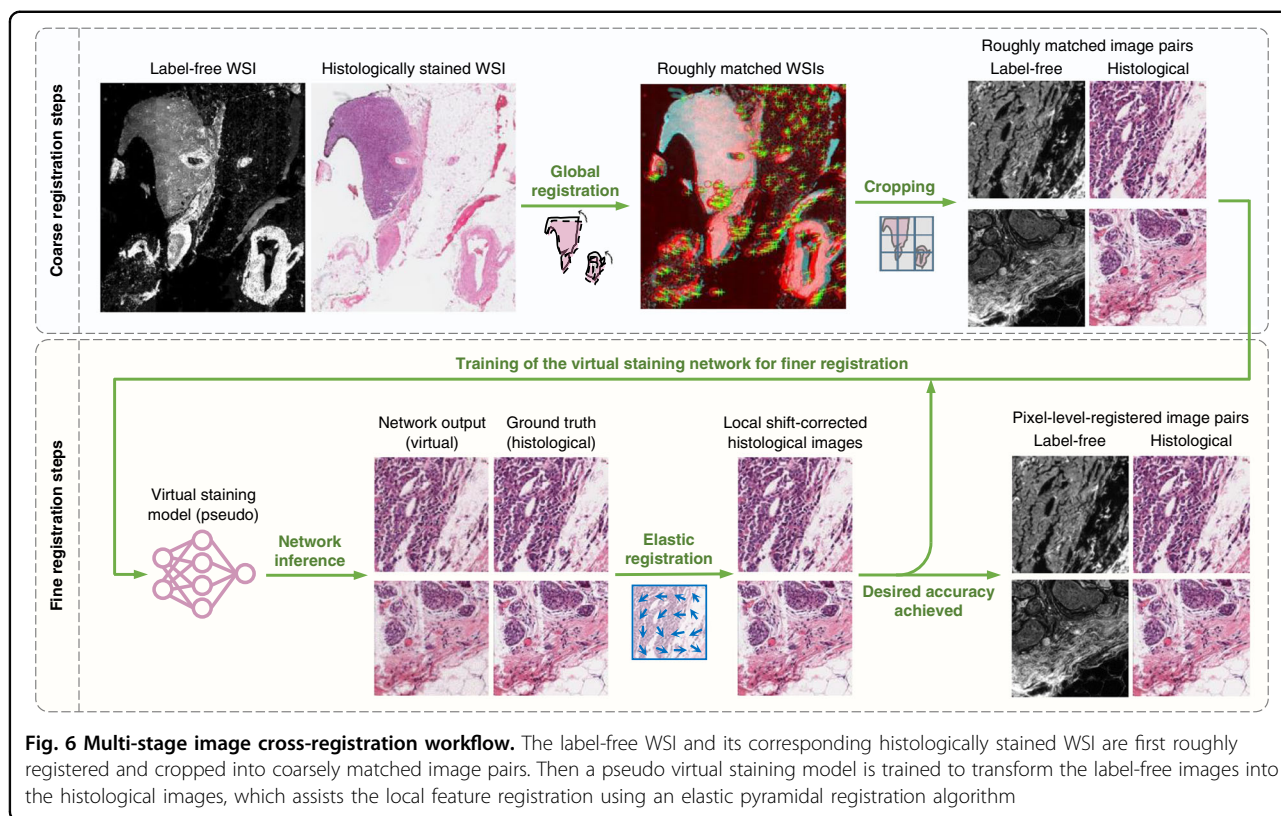 Coarse registration steps
Label-free WSI
Histologically stained WSI
Global
registration
Roughly matched WSIs
Cropping
Roughly matched image pairs
Label-free
Histological
Fine registration steps
Training of the virtual staining network for finer registration
Virtual staining
model (pseudo)
Network
inference
Network output
(virtual)
Ground truth
(histological)
Elastic
registration
Local shift-corrected
histological images
Desired accuracy
achieved
Pixel-level-registered image pairs
Label-free
Histological
Fig. 6 Multi-stage image cross-registration workflow. The label-free WSI and its corresponding histologically stained WSI are first roughly
registered and cropped into coarsely matched image pairs. Then a pseudo virtual staining model is trained to transform the label-free images into
the histological images, which assists the local feature registration using an elastic pyramidal registration algorithm